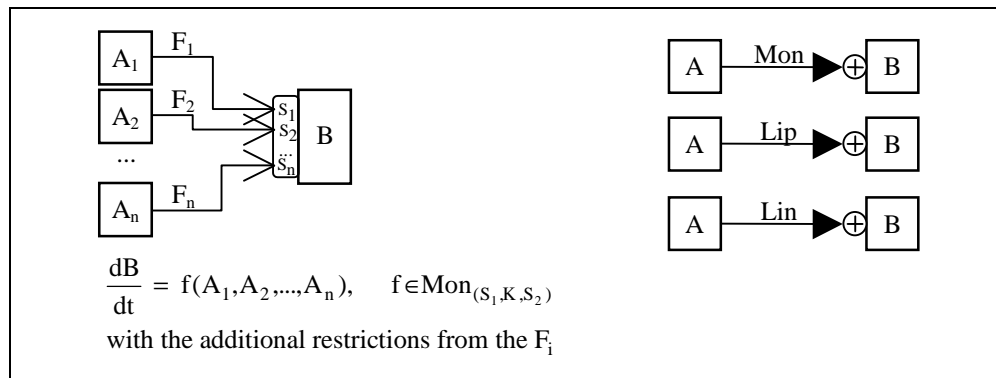 A1 F1
A2 F2
...
An Fn
S1
S2
...
Sn
B
dB/dt = f(A1,A2,...,An), f∈Mon(S1,K,S2)
with the additional restrictions from the Fi
A Mon + B
A Lip + B
A Lin + B